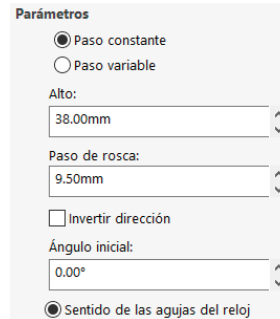 Parámetros
Paso constante
Paso variable
Alto:
38.00mm
Paso de rosca:
9.50mm
Invertir dirección
Ángulo inicial:
0.00°
Sentido de las agujas del reloj